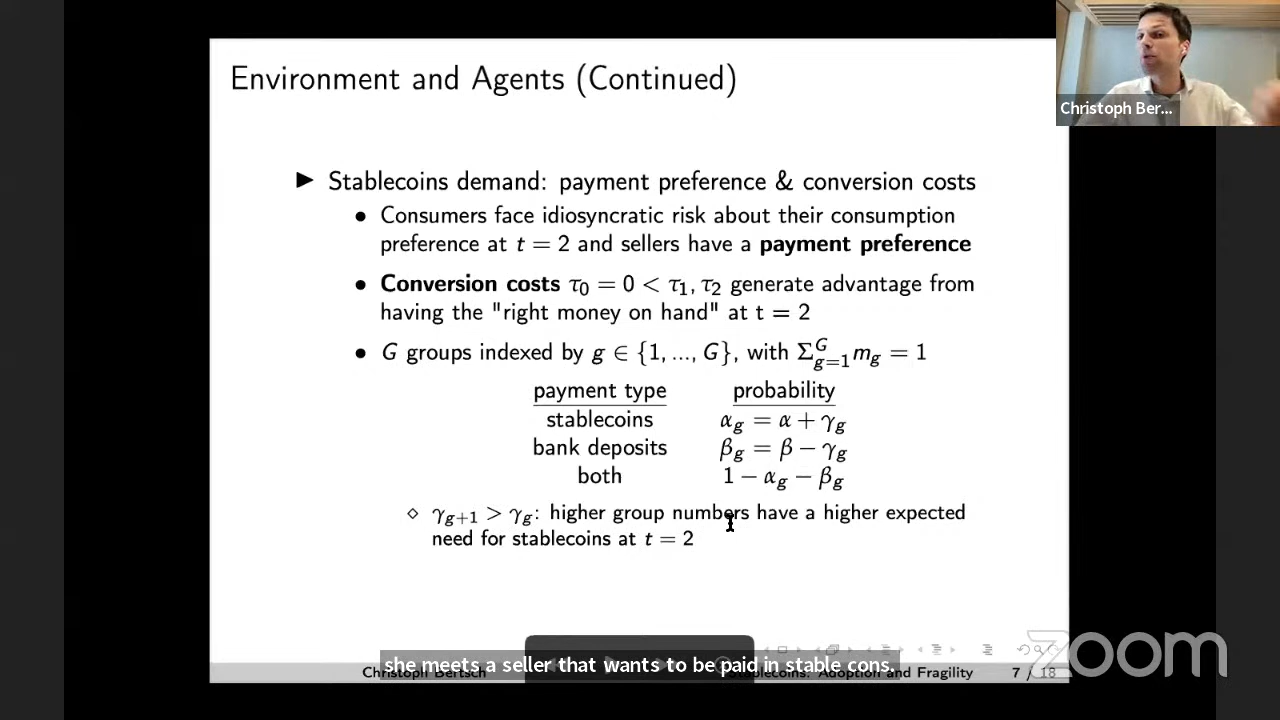 Environment and Agents (Continued)
Christoph Ber...
► Stablecoins demand: payment preference & conversion costs
• Consumers face idiosyncratic risk about their consumption
preference at t = 2 and sellers have a payment preference
• Conversion costs τ₀ = 0 < τ₁, τ₂ generate advantage from
having the "right money on hand" at t = 2
• G groups indexed by g ∈ {1, ..., G}, with Σ_{g=1}^{G} m_g = 1
payment type probability
stablecoins α_g = α + γ_g
bank deposits β_g = β − γ_g
both 1 − α_g − β_g
⋄ γ_{g+1} > γ_g: higher group numbers have a higher expected
need for stablecoins at t = 2
she meets a seller that wants to be paid in stable cons.
Christoph Bertsch Stablecoins: Adoption and Fragility 7 / 18
zoom